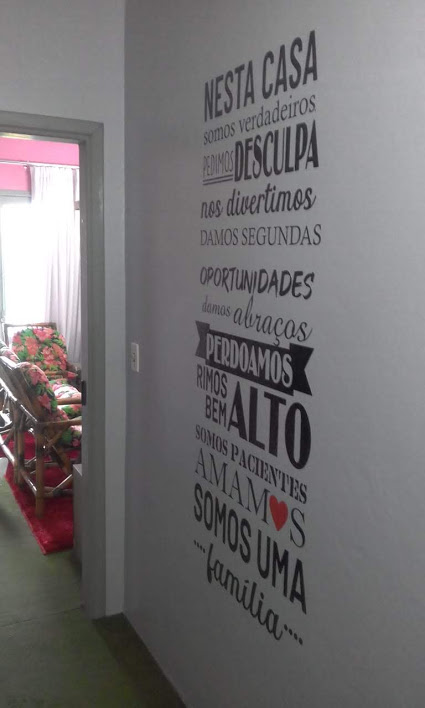 NESTA CASA
somos verdadeiros
PEDIMOS DESCULPA
nos divertimos
DAMOS SEGUNDAS
OPORTUNIDADES
damos abraços
PERDOAMOS
RIMOS BEM ALTO
SOMOS PACIENTES
AMAMOS
SOMOS UMA
....família....